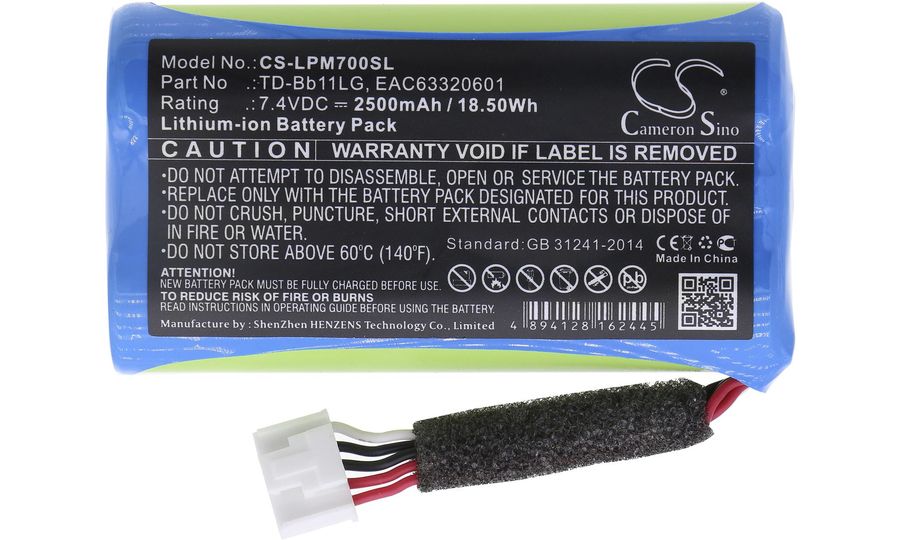 Model No.:CS-LPM700SL
Part No .:TD-Bb11LG, EAC63320601
Rating .:7.4VDC ⎓ 2500mAh / 18.50Wh
Lithium-ion Battery Pack
CS
®
Cameron Sino
CAUTION WARRANTY VOID IF LABEL IS REMOVED
•DO NOT ATTEMPT TO DISASSEMBLE, OPEN OR SERVICE THE BATTERY PACK.
•REPLACE ONLY WITH THE BATTERY PACK DESIGNATED FOR THIS PRODUCT.
•DO NOT CRUSH, PUNCTURE, SHORT EXTERNAL CONTACTS OR DISPOSE OF
IN FIRE OR WATER.
•DO NOT STORE ABOVE 60°C (140°F).
Standard:GB 31241-2014
CE
Made In China
ATTENTION!
NEW BATTERY PACK MUST BE FULLY CHARGED BEFORE USE.
TO REDUCE RISK OF FIRE OR BURNS
READ INSTRUCTIONS IN OPERATING GUIDE BEFORE USING THE BATTERY.
Pb
Manufacture by : ShenZhen HENZENS Technology Co., Limited
4 894128 162445